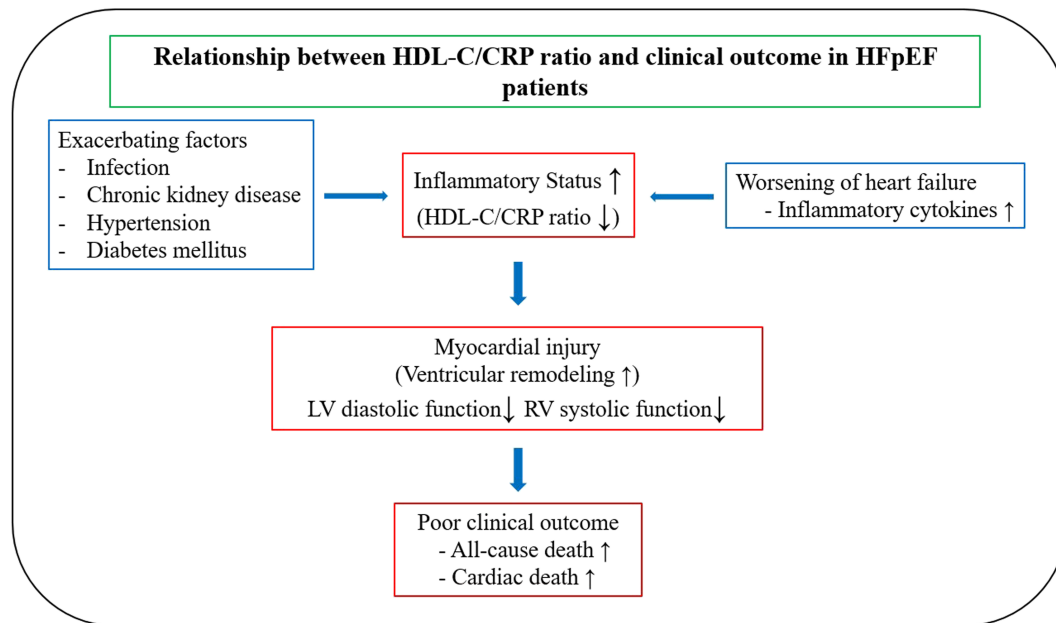 Relationship between HDL-C/CRP ratio and clinical outcome in HFpEF
patients
Exacerbating factors
- Infection
- Chronic kidney disease
- Hypertension
- Diabetes mellitus
Inflammatory Status ↑
(HDL-C/CRP ratio ↓)
Worsening of heart failure
- Inflammatory cytokines ↑
Myocardial injury
(Ventricular remodeling ↑)
LV diastolic function↓ RV systolic function↓
Poor clinical outcome
- All-cause death ↑
- Cardiac death ↑